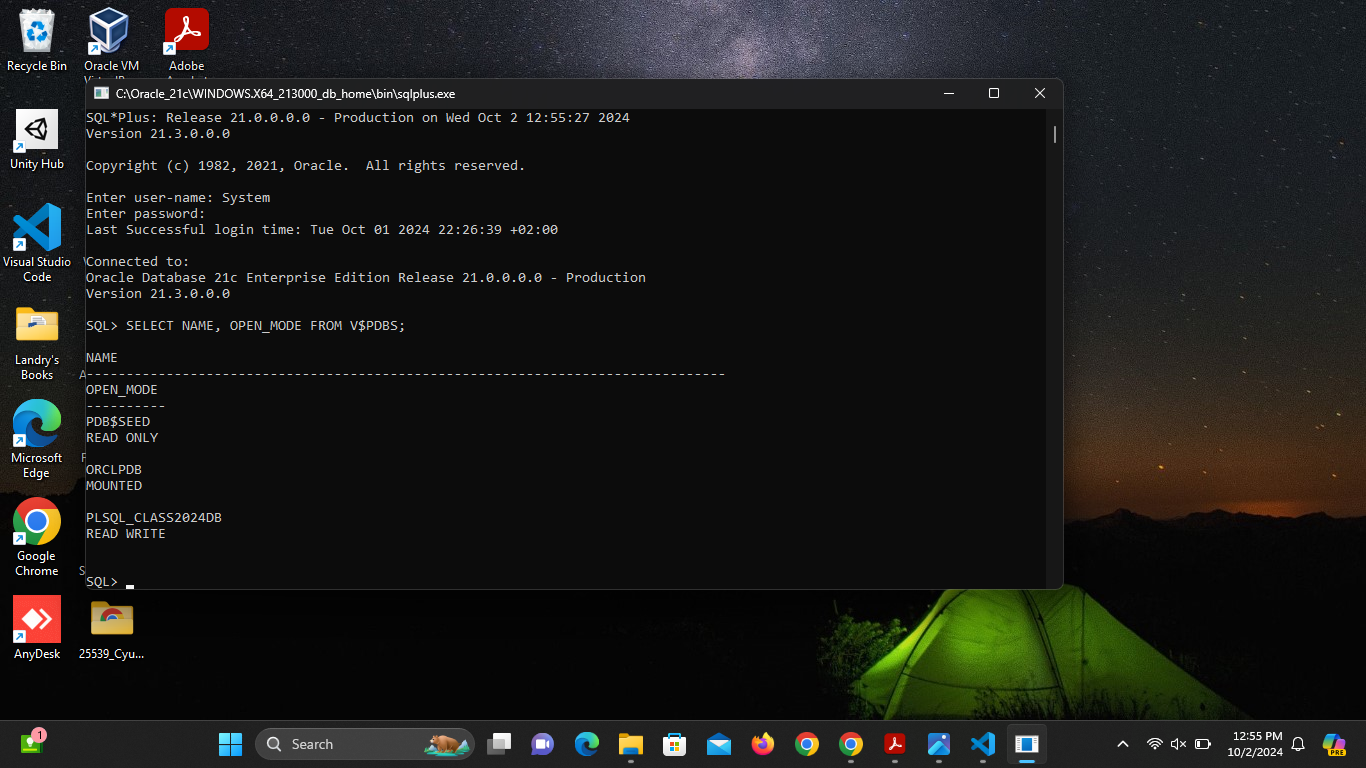 Recycle Bin
Oracle VM
Adobe
C:\Oracle_21c\WINDOWS.X64_213000_db_home\bin\sqlplus.exe
SQL*Plus: Release 21.0.0.0.0 - Production on Wed Oct 2 12:55:27 2024
Version 21.3.0.0.0
Copyright (c) 1982, 2021, Oracle.  All rights reserved.
Enter user-name: System
Enter password:
Last Successful login time: Tue Oct 01 2024 22:26:39 +02:00
Connected to:
Oracle Database 21c Enterprise Edition Release 21.0.0.0.0 - Production
Version 21.3.0.0.0
SQL> SELECT NAME, OPEN_MODE FROM V$PDBS;
NAME
--------------------------------------------------------------------------------
OPEN_MODE
----------
PDB$SEED
READ ONLY
ORCLPDB
MOUNTED
PLSQL_CLASS2024DB
READ WRITE
SQL>
Unity Hub
Visual Studio
Code
Landry's
Books
Microsoft
Edge
Google
Chrome
AnyDesk
25539_Cyu...
1
Search
12:55 PM
10/2/2024
PRE